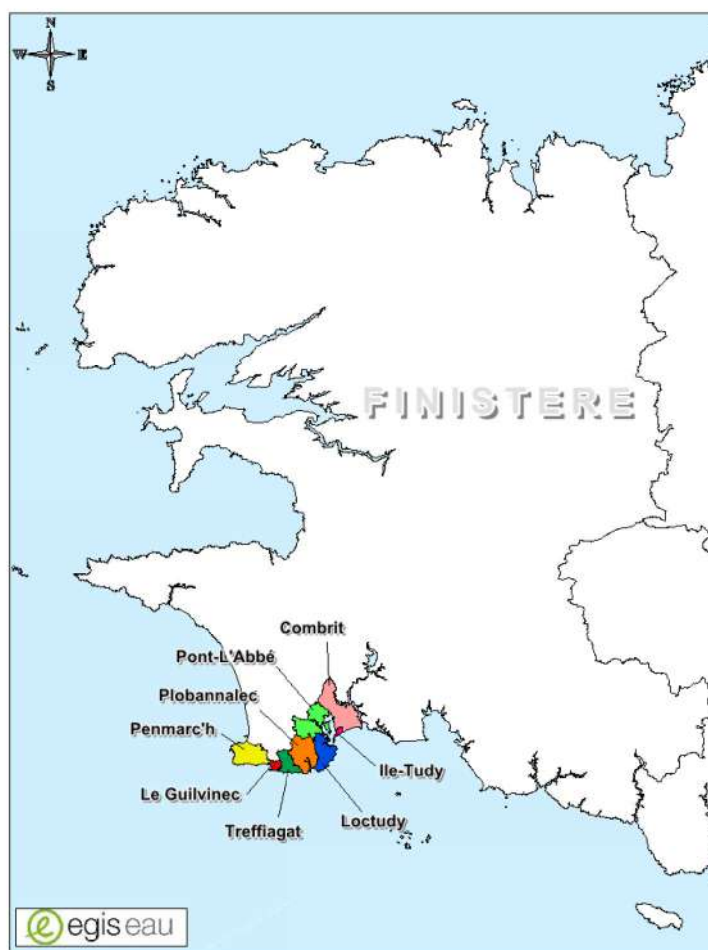 N
W E
S
FINISTERE
Combrit
Pont-L'Abbé
Plobannalec
Penmarc'h
Ile-Tudy
Le Guilvinec
Loctudy
Treffiagat
egis eau